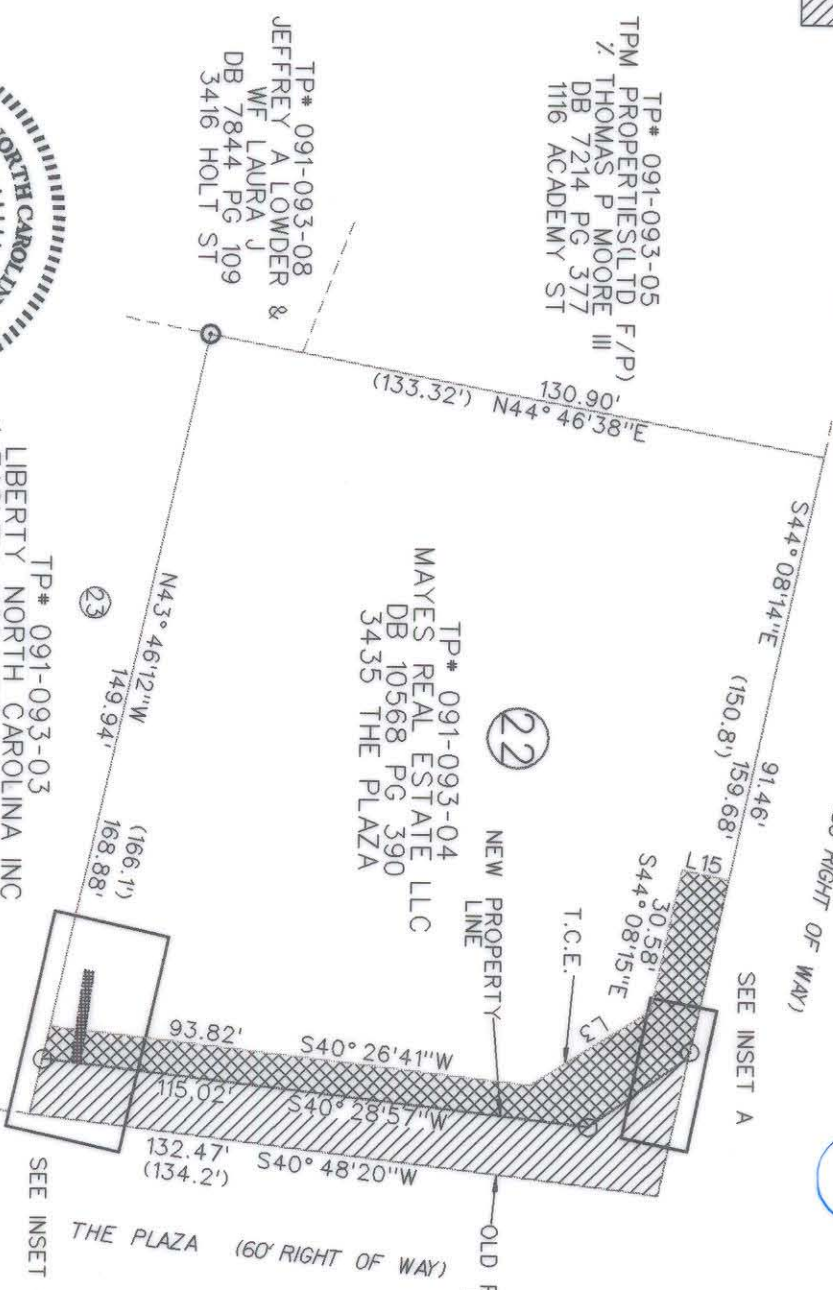 TP# 091-093-05
TPM PROPERTIES(LTD F/P)
% THOMAS P MOORE III
DB 7214 PG 377
1116 ACADEMY ST
TP# 091-093-08
JEFFREY A LOWDER &
WF LAURA J
DB 7844 PG 109
3416 HOLT ST
130.90'
(133.32') N44°46'38"E
S44°08'14"E
91.46'
(150.8') 159.68'
RIGHT OF WAY)
L15
30.58'
S44°08'15"E
SEE INSET A
L3
T.C.E.
NEW PROPERTY
LINE
22
TP# 091-093-04
MAYES REAL ESTATE LLC
DB 10568 PG 390
3435 THE PLAZA
93.82'
S40°26'41"W
115.02'
S40°28'57"W
132.47'
(134.2')
S40°48'20"W
OLD
THE PLAZA (60' RIGHT OF WAY)
SEE INSET
N43°46'12"W
149.94'
(166.1')
168.88'
23
TP# 091-093-03
LIBERTY NORTH CAROLINA INC
NORTH CAROL